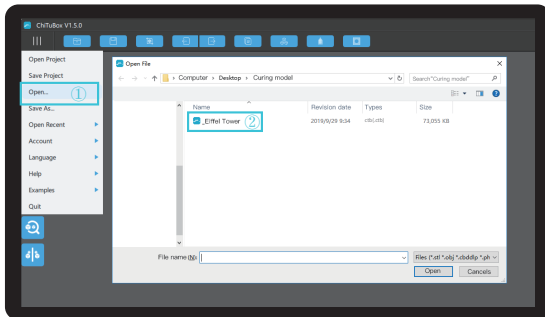 CHITUBOX V1.5.0
Open Project
Save Project
Open... ①
Save As...
Open Recent
Account
Language
Help
Examples
Quit
Open File
Computer › Desktop › Curing model
Search"Curing model"
Name Revision date Types Size
_Elffel Tower ② 2019/9/29 9:34 ctb(.ctb) 73,055 KB
File name(N):
Files (*.stl *.obj *.cbddlp *.ph
Open Cancels